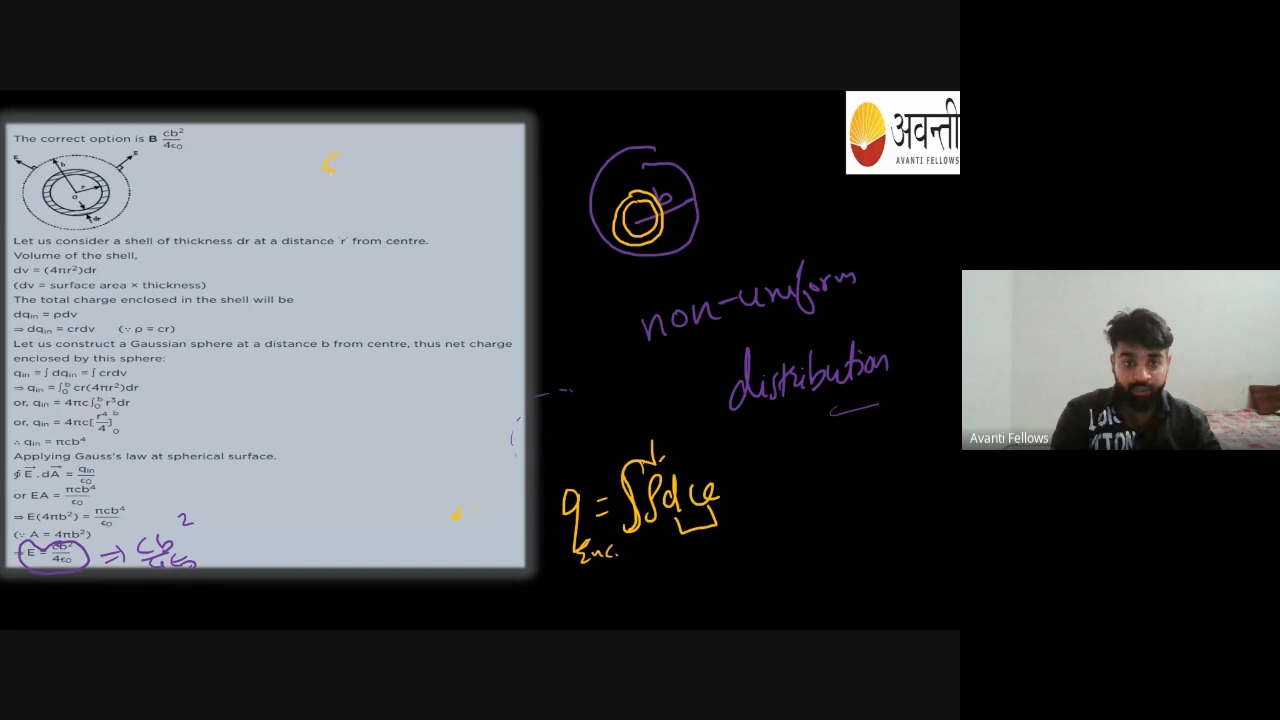 The correct option is B cb²/4ε₀
E
b
E
r
O
dr
Let us consider a shell of thickness dr at a distance 'r' from centre.
Volume of the shell,
dv = (4πr²)dr
(dv = surface area × thickness)
The total charge enclosed in the shell will be
dqᵢₙ = ρdv
⇒ dqᵢₙ = crdv (∵ ρ = cr)
Let us construct a Gaussian sphere at a distance b from centre, thus net charge
enclosed by this sphere:
qᵢₙ = ∫ dqᵢₙ = ∫ crdv
⇒ qᵢₙ = ∫₀ᵇ cr(4πr²)dr
or, qᵢₙ = 4πc∫₀ᵇ r³dr
or, qᵢₙ = 4πc[r⁴/4]₀ᵇ
∴ qᵢₙ = πcb⁴
Applying Gauss's law at spherical surface.
∮ E⃗ . dA⃗ = qᵢₙ/ε₀
or EA = πcb⁴/ε₀
⇒ E(4πb²) = πcb⁴/ε₀
(∵ A = 4πb²)
⇒ E = cb²/4ε₀ ⇒ cb²/4ε₀
b
non-uniform
distribution
q enc. = ∫ρdv
अवन्ती
AVANTI FELLOWS
Avanti Fellows